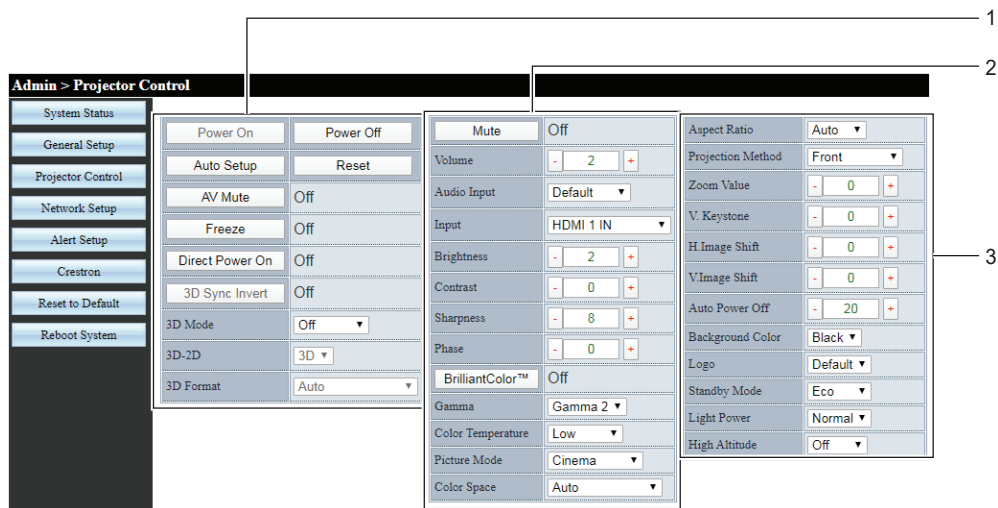 1
2
Admin > Projector Control
System Status
General Setup
Projector Control
Network Setup
Alert Setup
Crestron
Reset to Default
Reboot System
Power On Power Off
Auto Setup Reset
AV Mute Off
Freeze Off
Direct Power On Off
3D Sync Invert Off
3D Mode Off ▼
3D-2D 3D ▼
3D Format Auto ▼
Mute Off
Volume - 2 +
Audio Input Default ▼
Input HDMI 1 IN ▼
Brightness - 2 +
Contrast - 0 +
Sharpness - 8 +
Phase - 0 +
BrilliantColor™ Off
Gamma Gamma 2 ▼
Color Temperature Low ▼
Picture Mode Cinema ▼
Color Space Auto ▼
Aspect Ratio Auto ▼
Projection Method Front ▼
Zoom Value - 0 +
V. Keystone - 0 +
H.Image Shift - 0 +
V.Image Shift - 0 +
Auto Power Off - 20 +
Background Color Black ▼
Logo Default ▼
Standby Mode Eco ▼
Light Power Normal ▼
High Altitude Off ▼
3